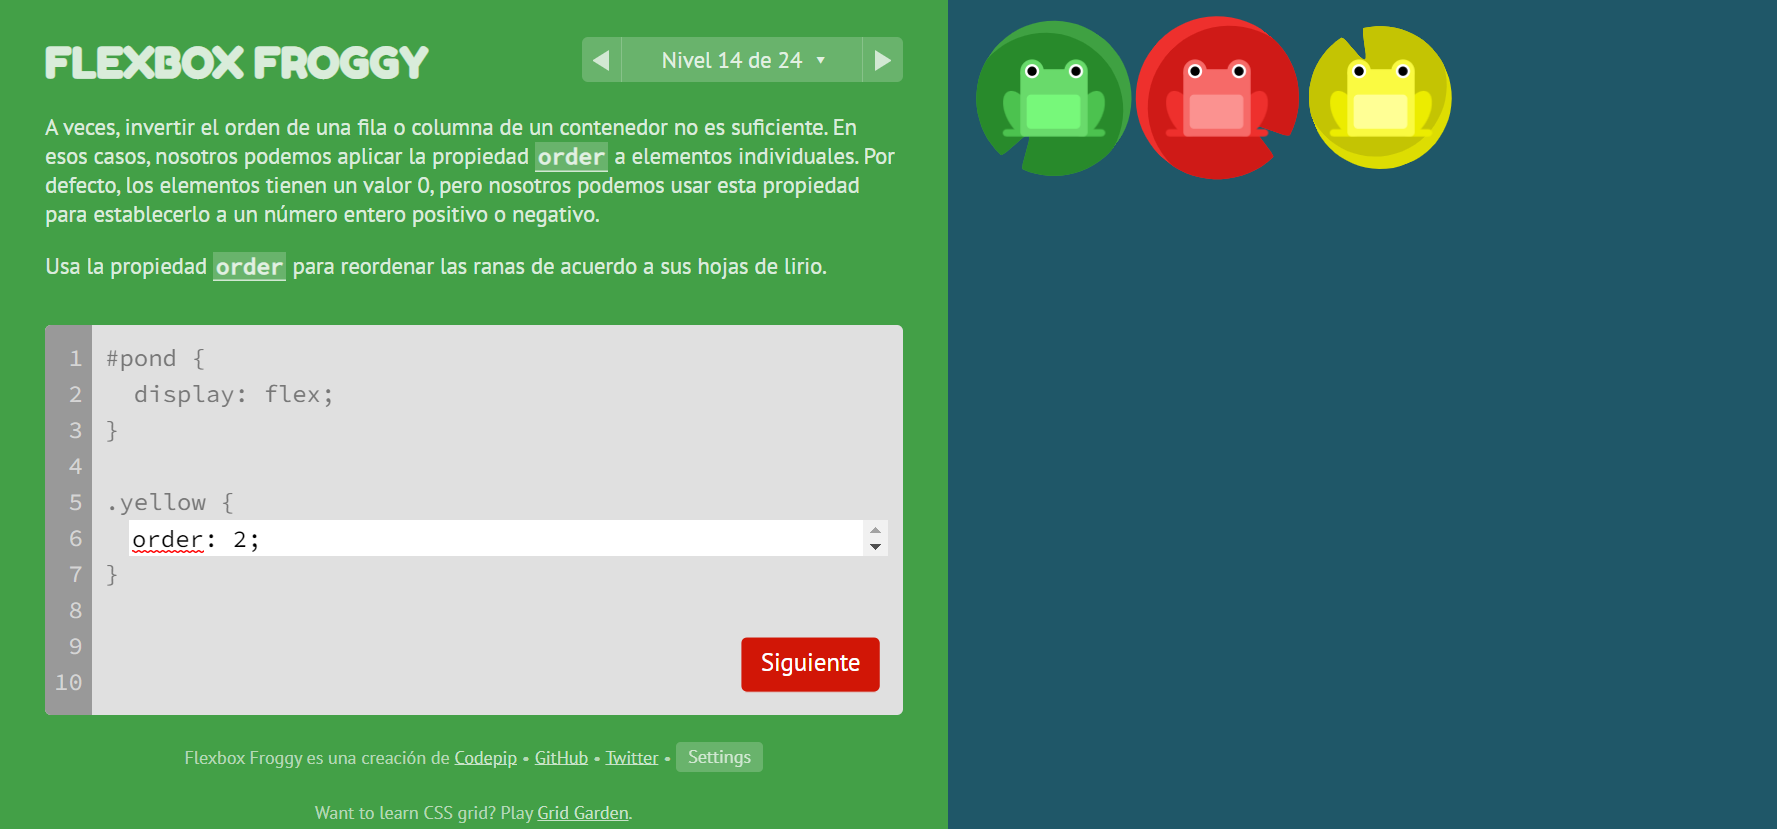 FLEXBOX FROGGY
Nivel 14 de 24
A veces, invertir el orden de una fila o columna de un contenedor no es suficiente. En
esos casos, nosotros podemos aplicar la propiedad order a elementos individuales. Por
defecto, los elementos tienen un valor 0, pero nosotros podemos usar esta propiedad
para establecerlo a un número entero positivo o negativo.
Usa la propiedad order para reordenar las ranas de acuerdo a sus hojas de lirio.
1 #pond {
2   display: flex;
3 }
4
5 .yellow {
6   order: 2;
7 }
8
9
10
Siguiente
Flexbox Froggy es una creación de Codepip • GitHub • Twitter • Settings
Want to learn CSS grid? Play Grid Garden.